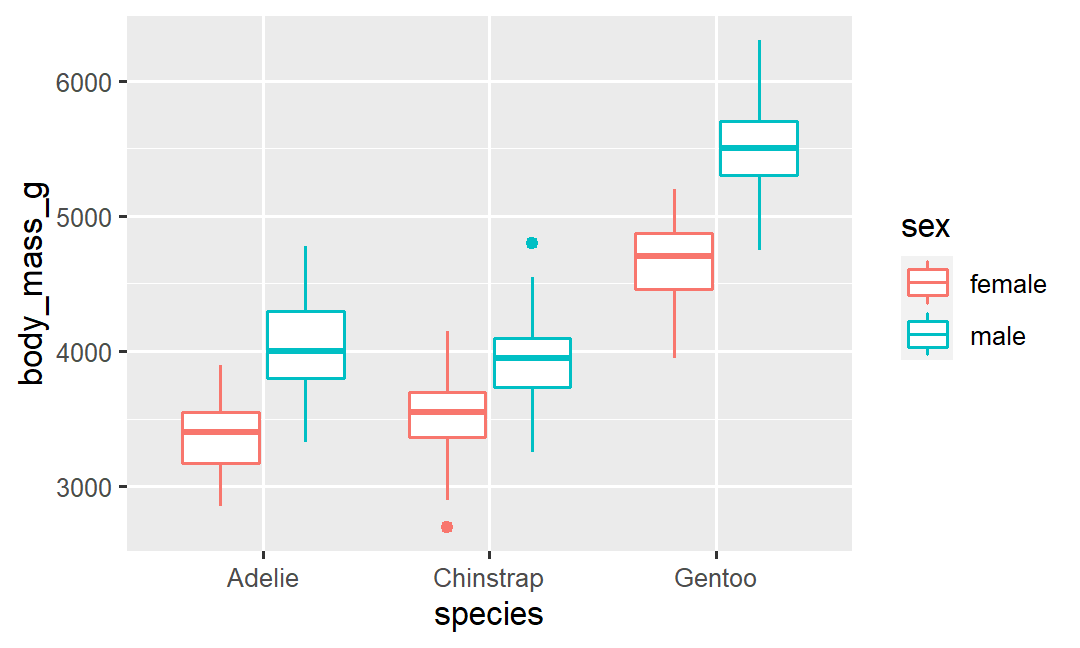 6000
5000
4000
3000
body_mass_g
Adelie Chinstrap Gentoo
species
sex
female
male